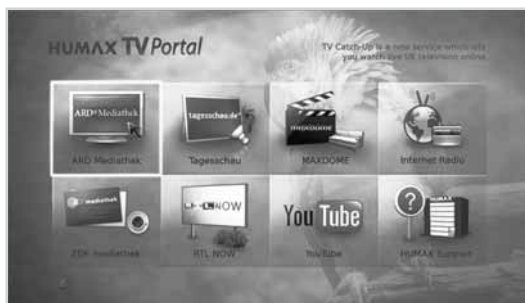 HUMAX TV Portal
TV Catch-Up is a new service which lets
you watch live UK television online
ARD Mediathek
tagesschau.de
maxdome
ARD Mediathek
Tagesschau
MAXDOME
Internet Radio
mediathek
NOW
You Tube
HUMAX
ZDF mediathek
RTL NOW
YouTube
HUMAX Support